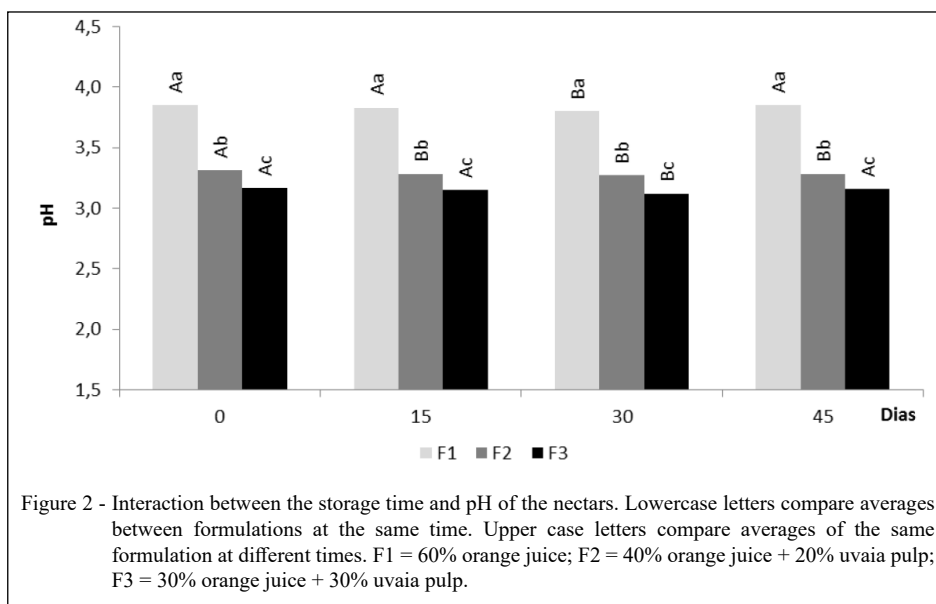 4,5
4,0
3,5
3,0
2,5
2,0
1,5
pH
Aa
Ab
Ac
Aa
Bb
Ac
Ba
Bb
Bc
Aa
Bb
Ac
0
15
30
45
Dias
F1
F2
F3
Figure 2 - Interaction between the storage time and pH of the nectars. Lowercase letters compare averages
between formulations at the same time. Upper case letters compare averages of the same
formulation at different times. F1 = 60% orange juice; F2 = 40% orange juice + 20% uvaia pulp;
F3 = 30% orange juice + 30% uvaia pulp.